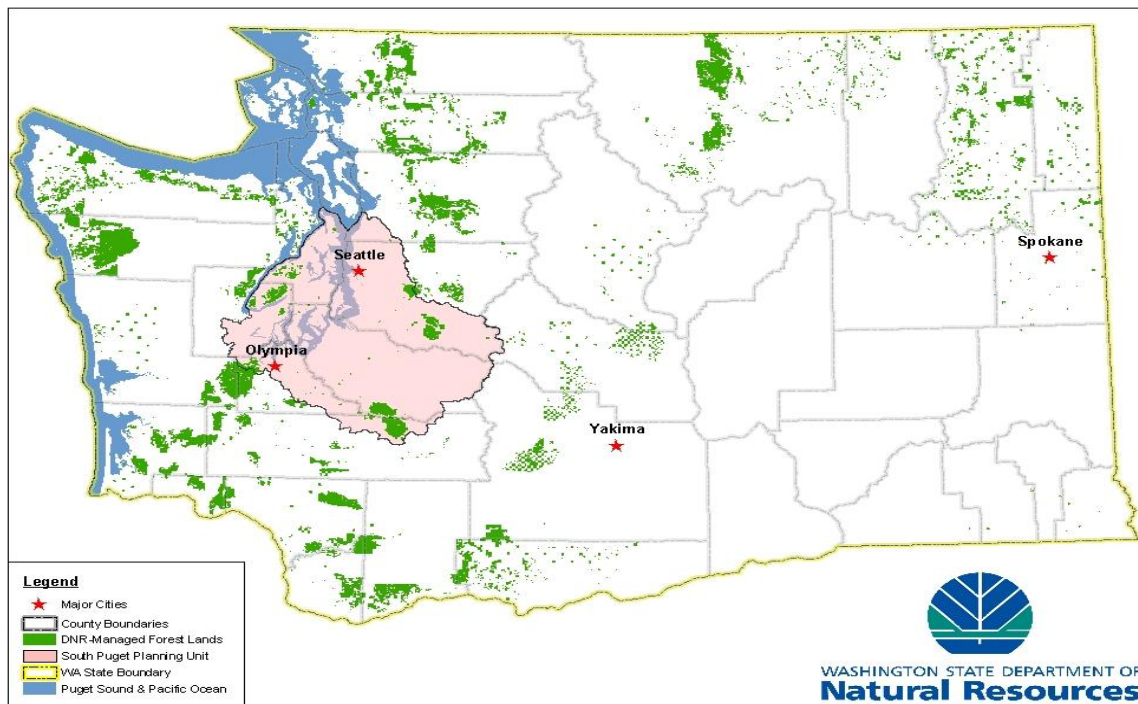 Seattle
Spokane
Olympia
Yakima
Legend
Major Cities
County Boundaries
DNR-Managed Forest Lands
South Puget Planning Unit
WA State Boundary
Puget Sound & Pacific Ocean
WASHINGTON STATE DEPARTMENT OF
Natural Resources